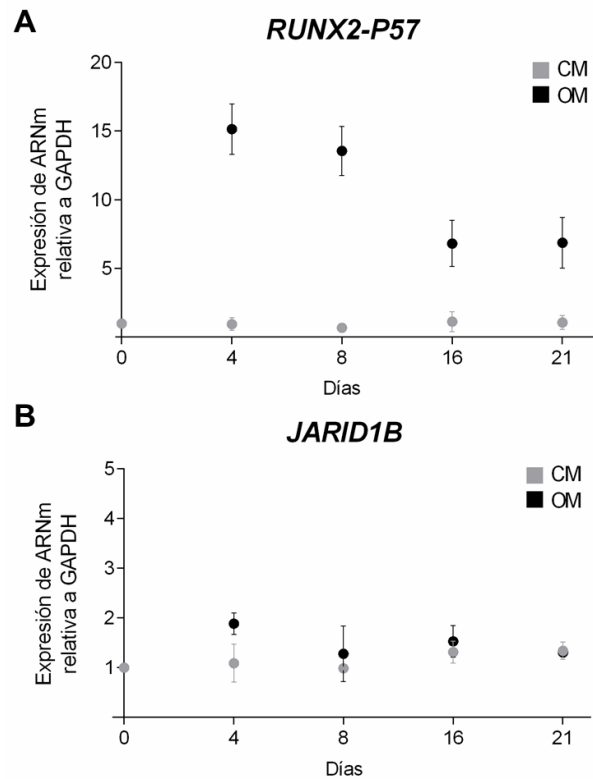 A
RUNX2-P57
CM
OM
Expresión de ARNm
relativa a GAPDH
20
15
10
5
0
4
8
16
21
Días
B
JARID1B
CM
OM
Expresión de ARNm
relativa a GAPDH
5
4
3
2
1
0
4
8
16
21
Días